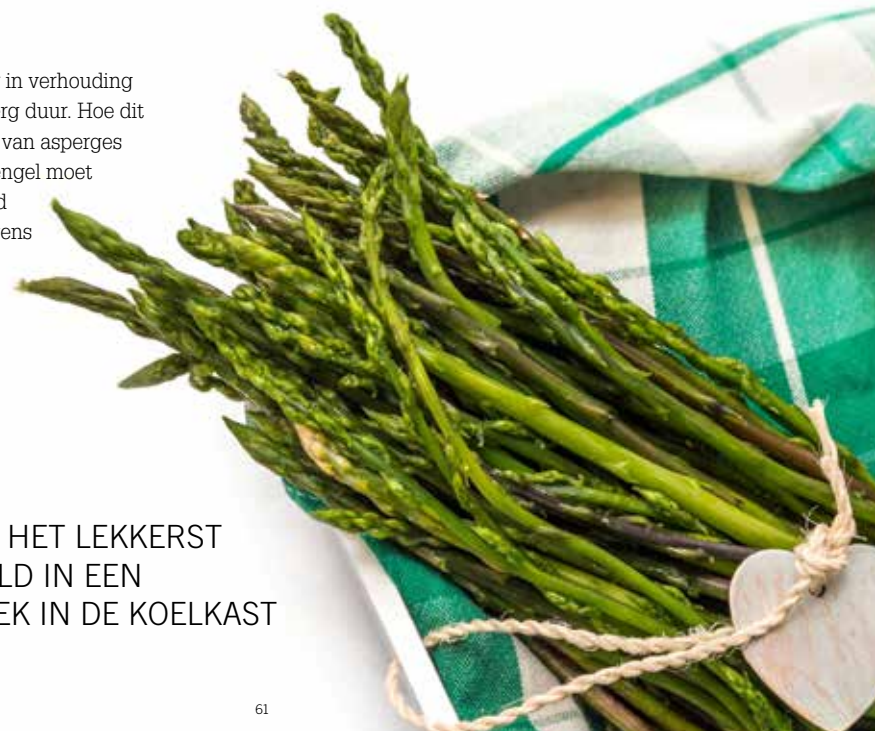 in verhouding
rg duur. Hoe dit
van asperges
engel moet
d
ens
HET LEKKERST
LD IN EEN
EK IN DE KOELKAST
61